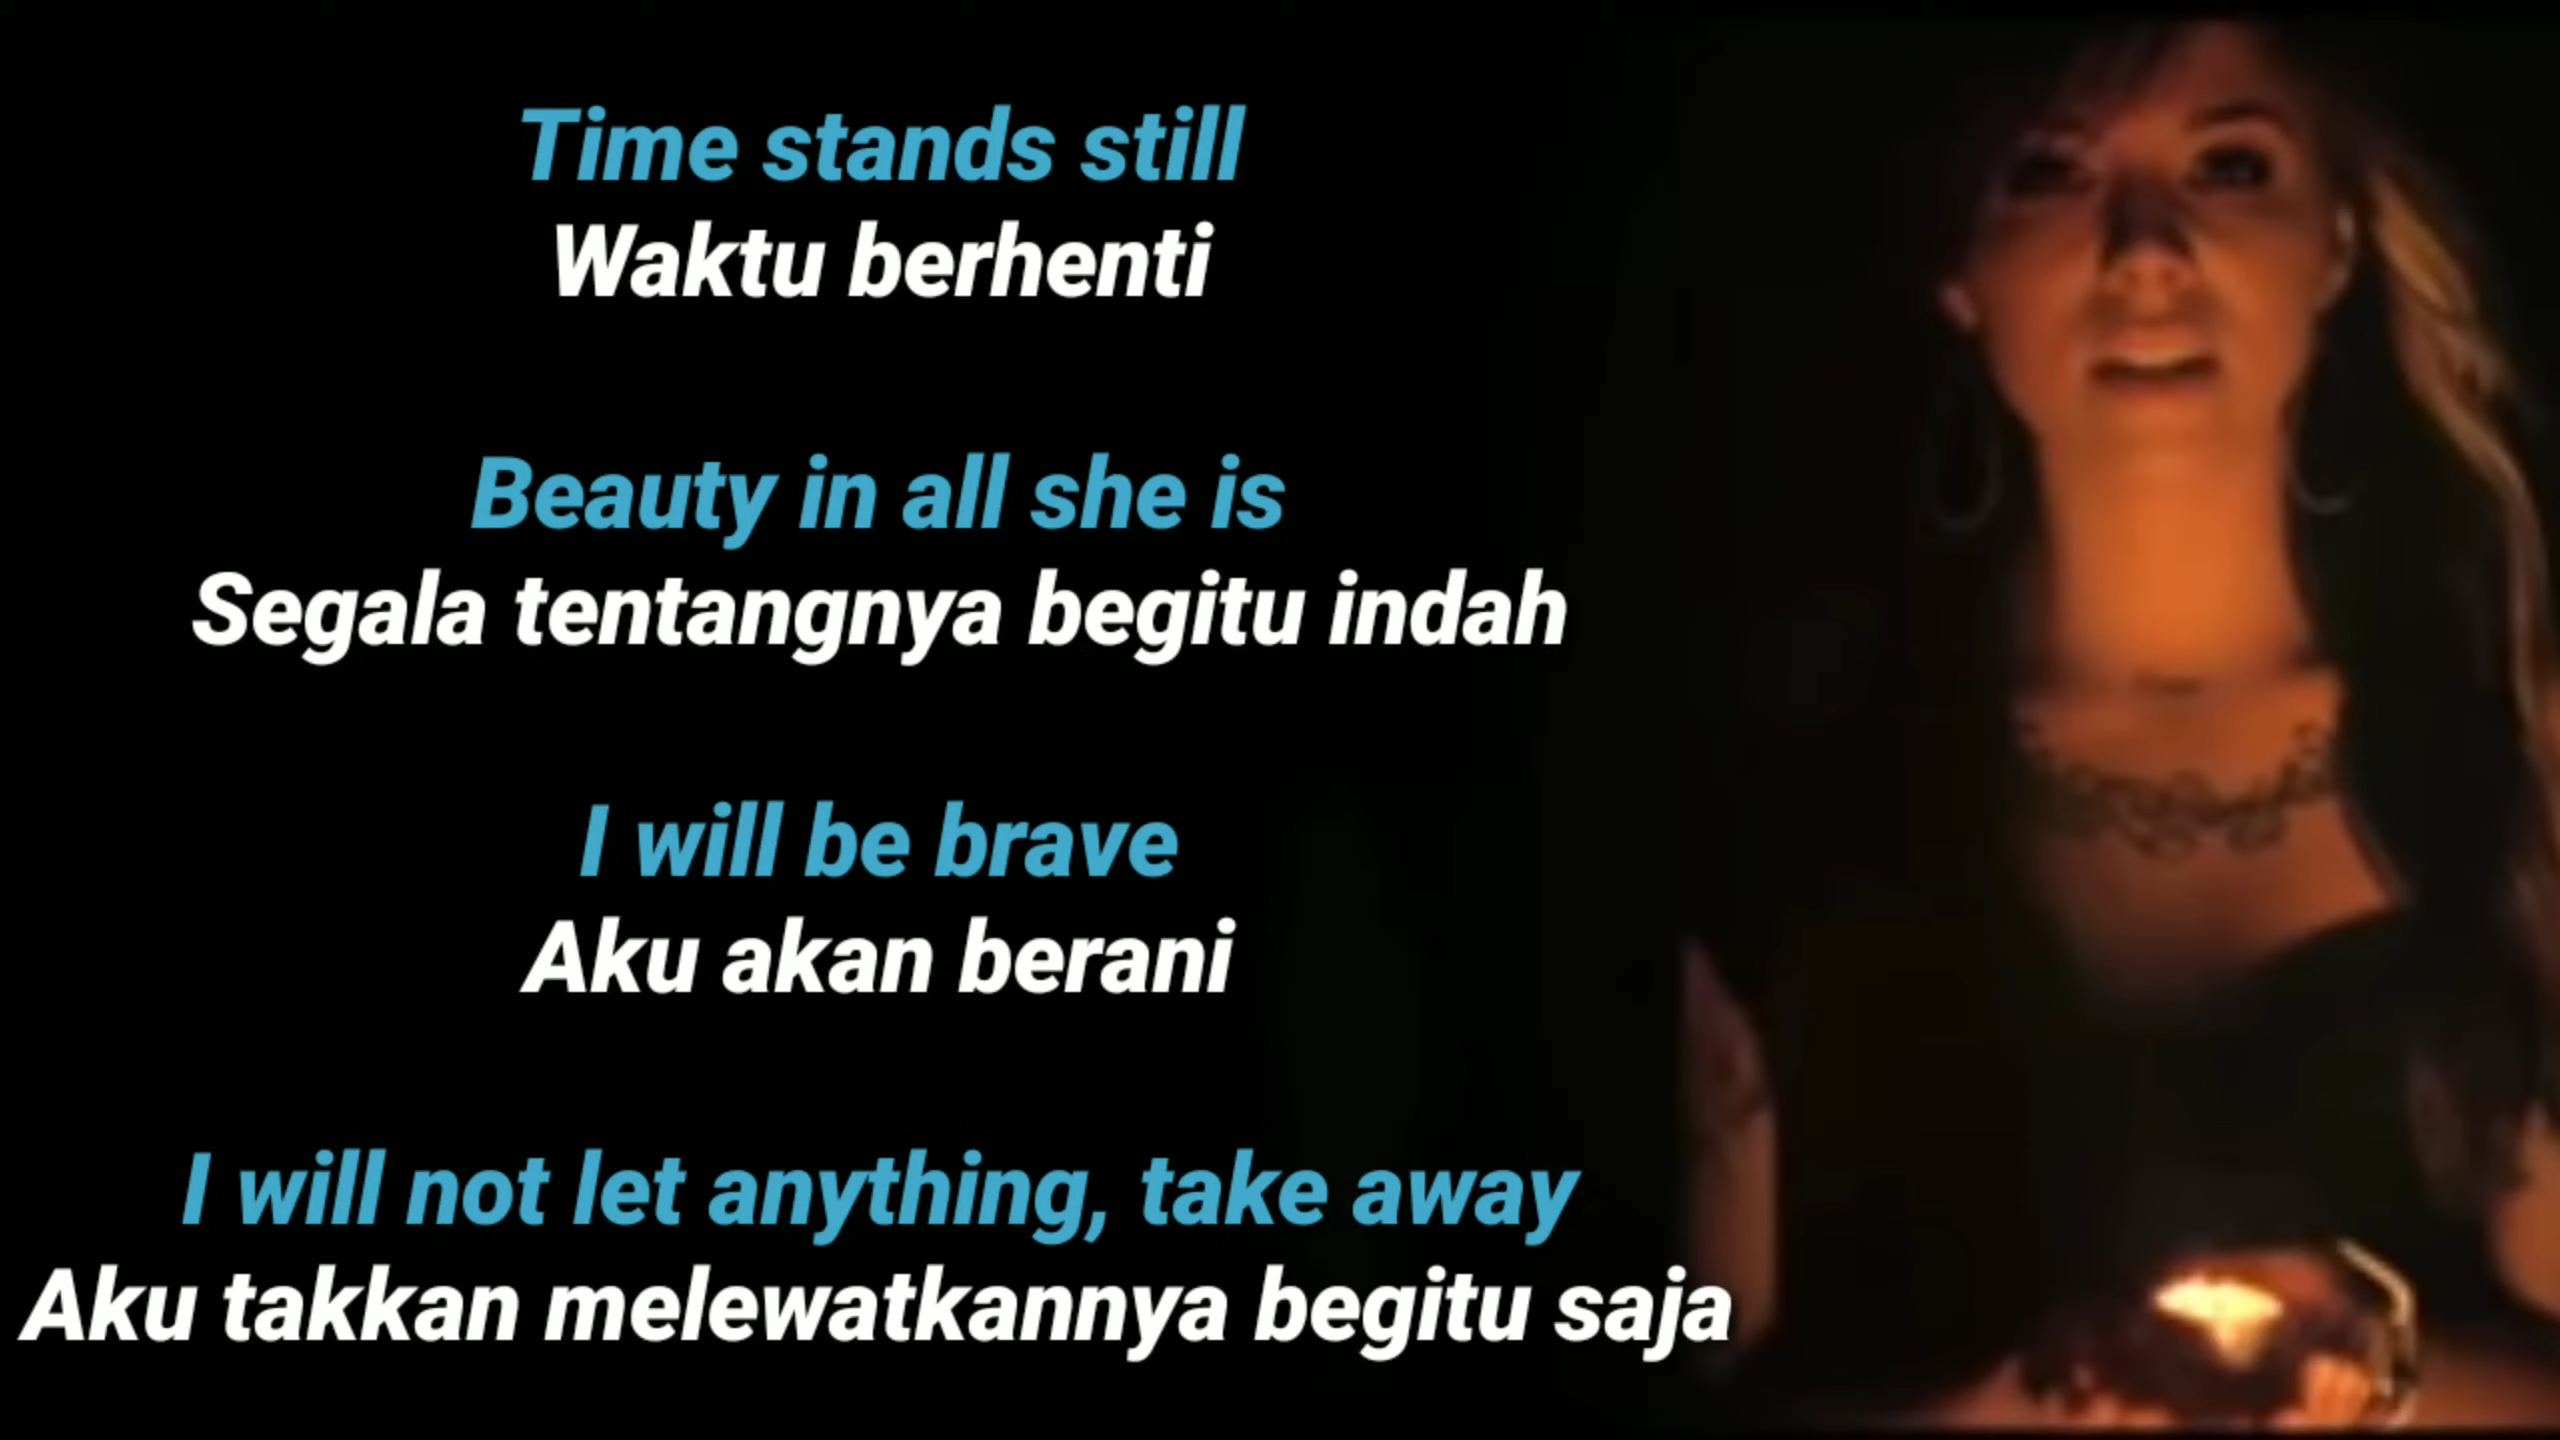 Time stands still
Waktu berhenti
Beauty in all she is
Segala tentangnya begitu indah
I will be brave
Aku akan berani
I will not let anything, take away
Aku takkan melewatkannya begitu saja